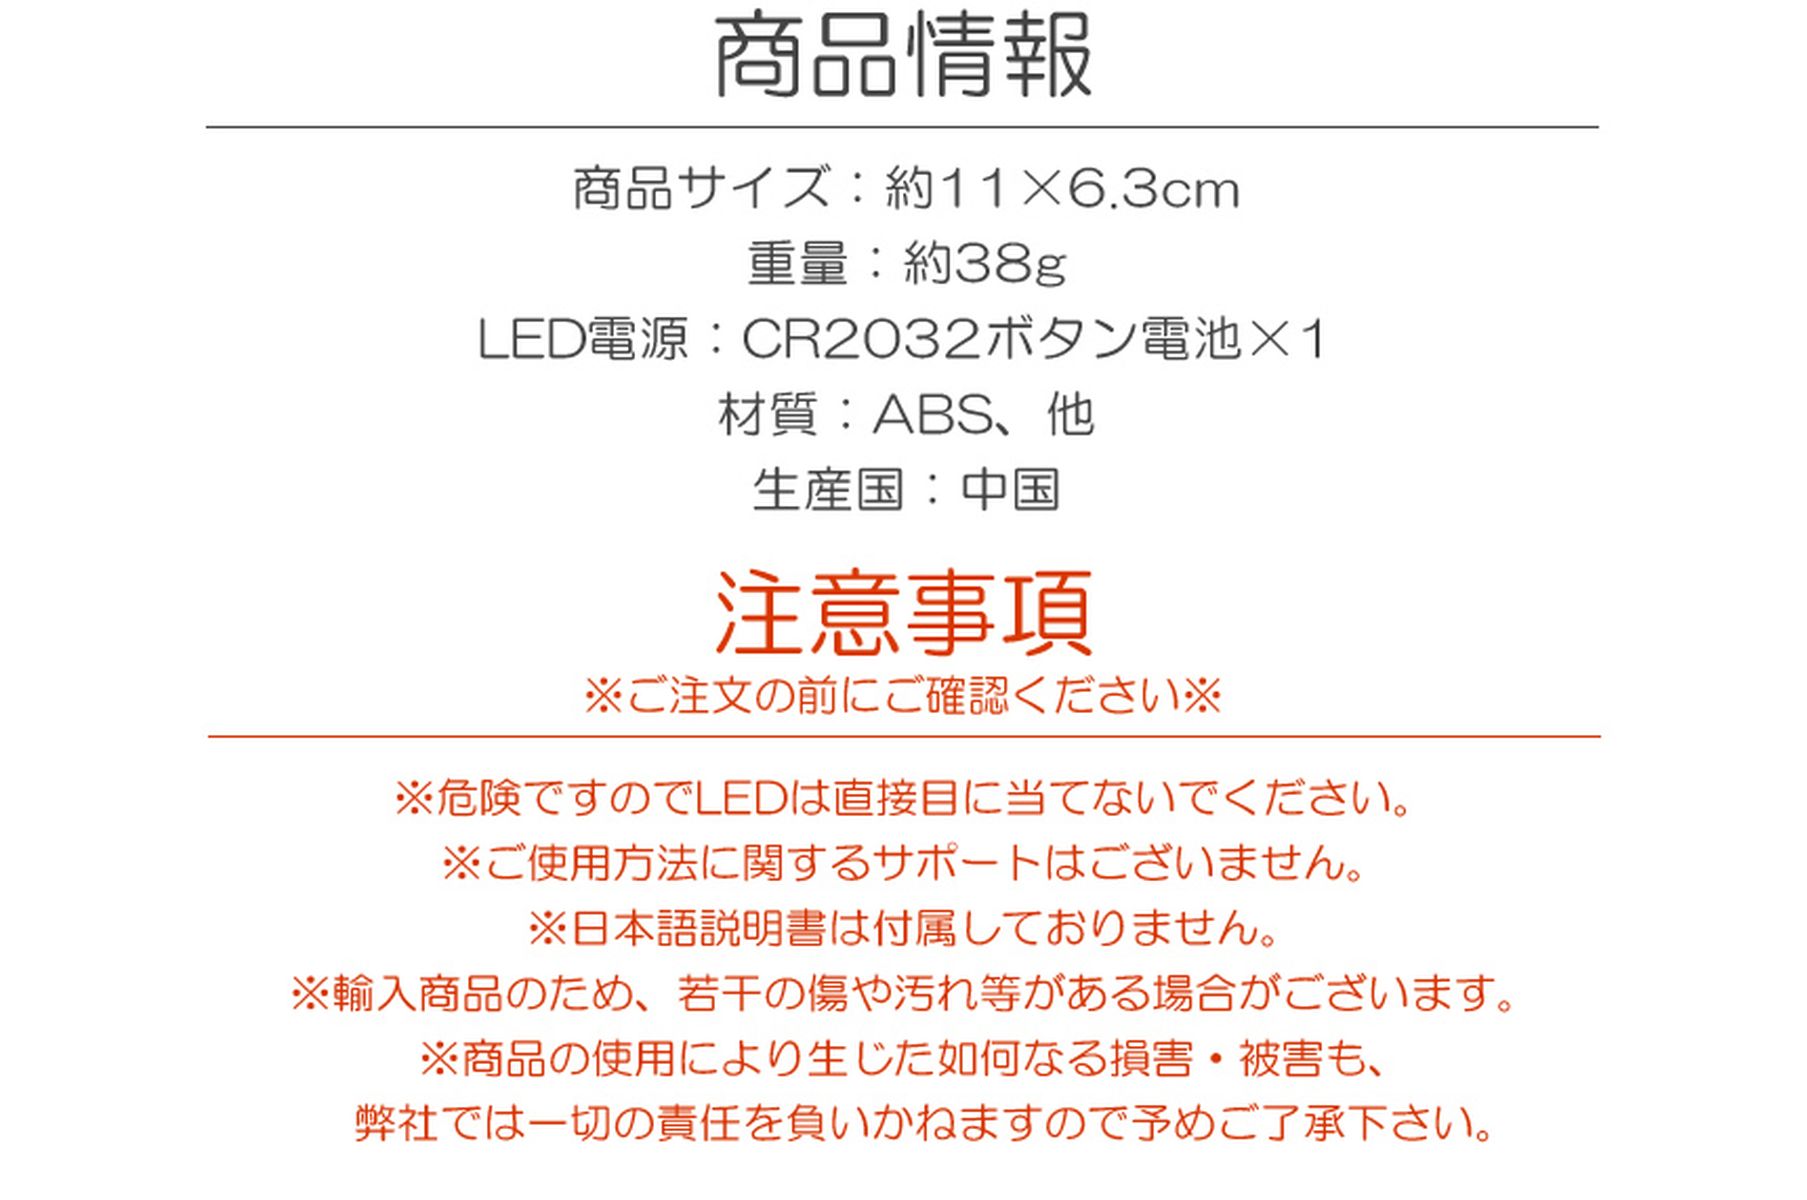 商品情報
商品サイズ：約11×6.3cm
重量：約38g
LED電源：CR2032ボタン電池×1
材質：ABS、他
生産国：中国
注意事項
※ご注文の前にご確認ください※
※危険ですのでLEDは直接目に当てないでください。
※ご使用方法に関するサポートはございません。
※日本語説明書は付属しておりません。
※輸入商品のため、若干の傷や汚れ等がある場合がございます。
※商品の使用により生じた如何なる損害・被害も、
弊社では一切の責任を負いかねますので予めご了承下さい。